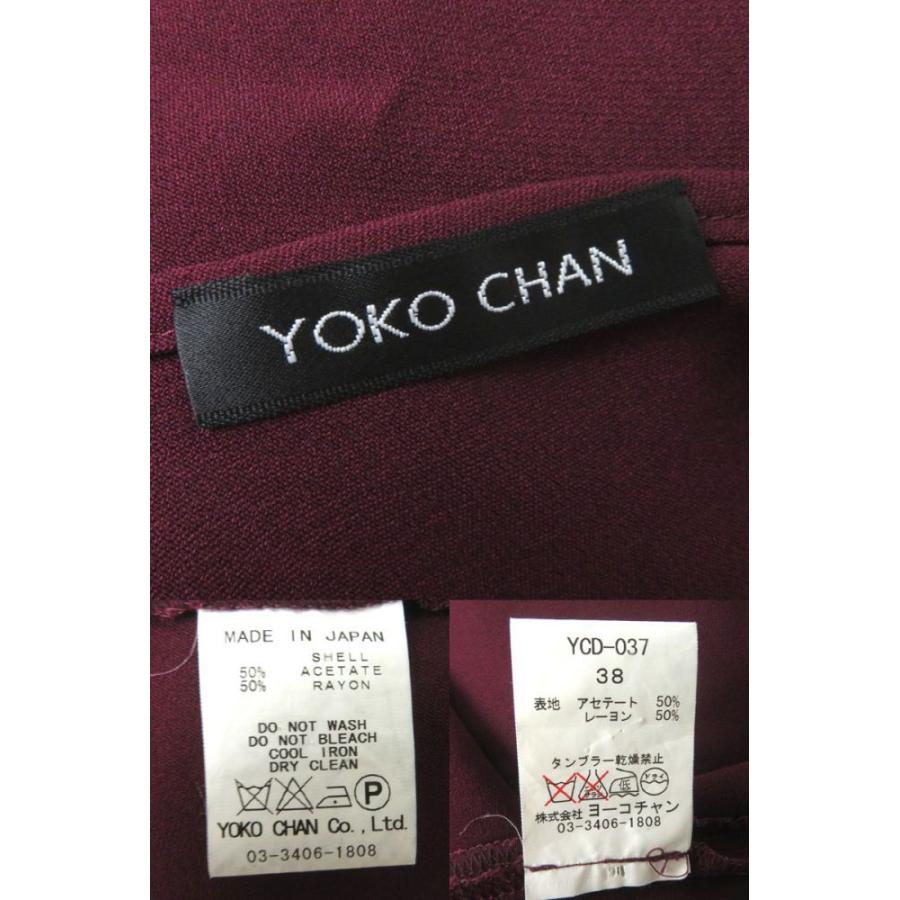 YOKO CHAN
MADE IN JAPAN
SHELL
50% ACETATE
50% RAYON
DO NOT WASH
DO NOT BLEACH
COOL IRON
DRY CLEAN
P
YOKO CHAN Co., Ltd.
03-3406-1808
YCD-037
38
表地 アセテート 50%
レーヨン 50%
タンブラー乾燥禁止
低
株式会社 ヨーコチャン
03-3406-1808